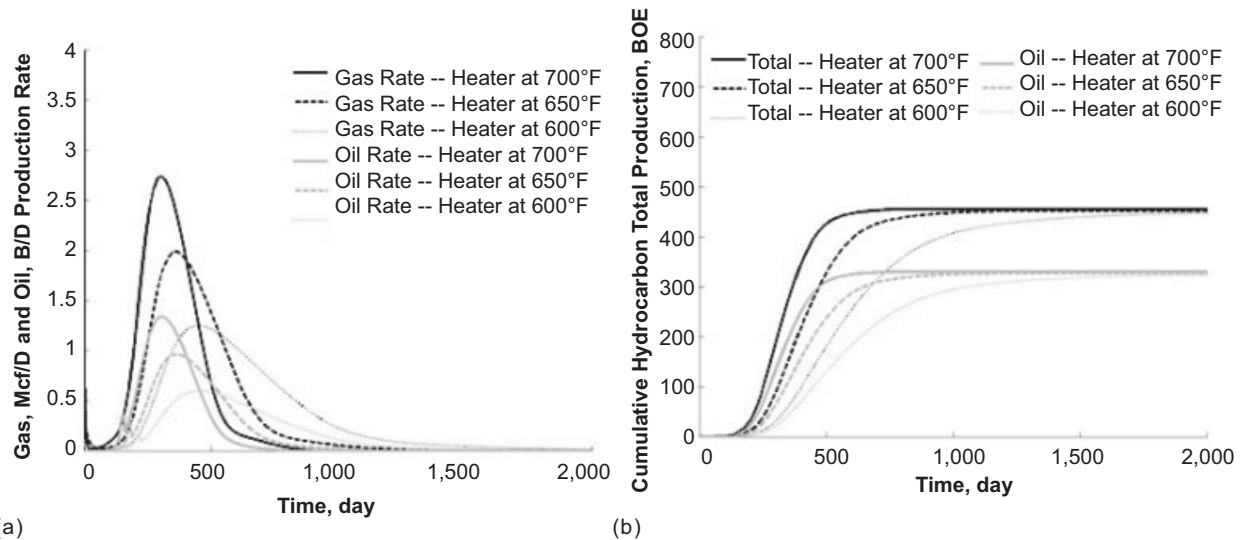 Gas, Mcf/D and Oil, B/D Production Rate
4
3.5
3
2.5
2
1.5
1
0.5
0
Gas Rate -- Heater at 700°F
Gas Rate -- Heater at 650°F
Gas Rate -- Heater at 600°F
Oil Rate -- Heater at 700°F
Oil Rate -- Heater at 650°F
Oil Rate -- Heater at 600°F
0 500 1,000 1,500 2,000
Time, day
(a)
Cumulative Hydrocarbon Total Production, BOE
800
700
600
500
400
300
200
100
0
Total -- Heater at 700°F
Total -- Heater at 650°F
Total -- Heater at 600°F
Oil -- Heater at 700°F
Oil -- Heater at 650°F
Oil -- Heater at 600°F
0 500 1,000 1,500 2,000
Time, day
(b)